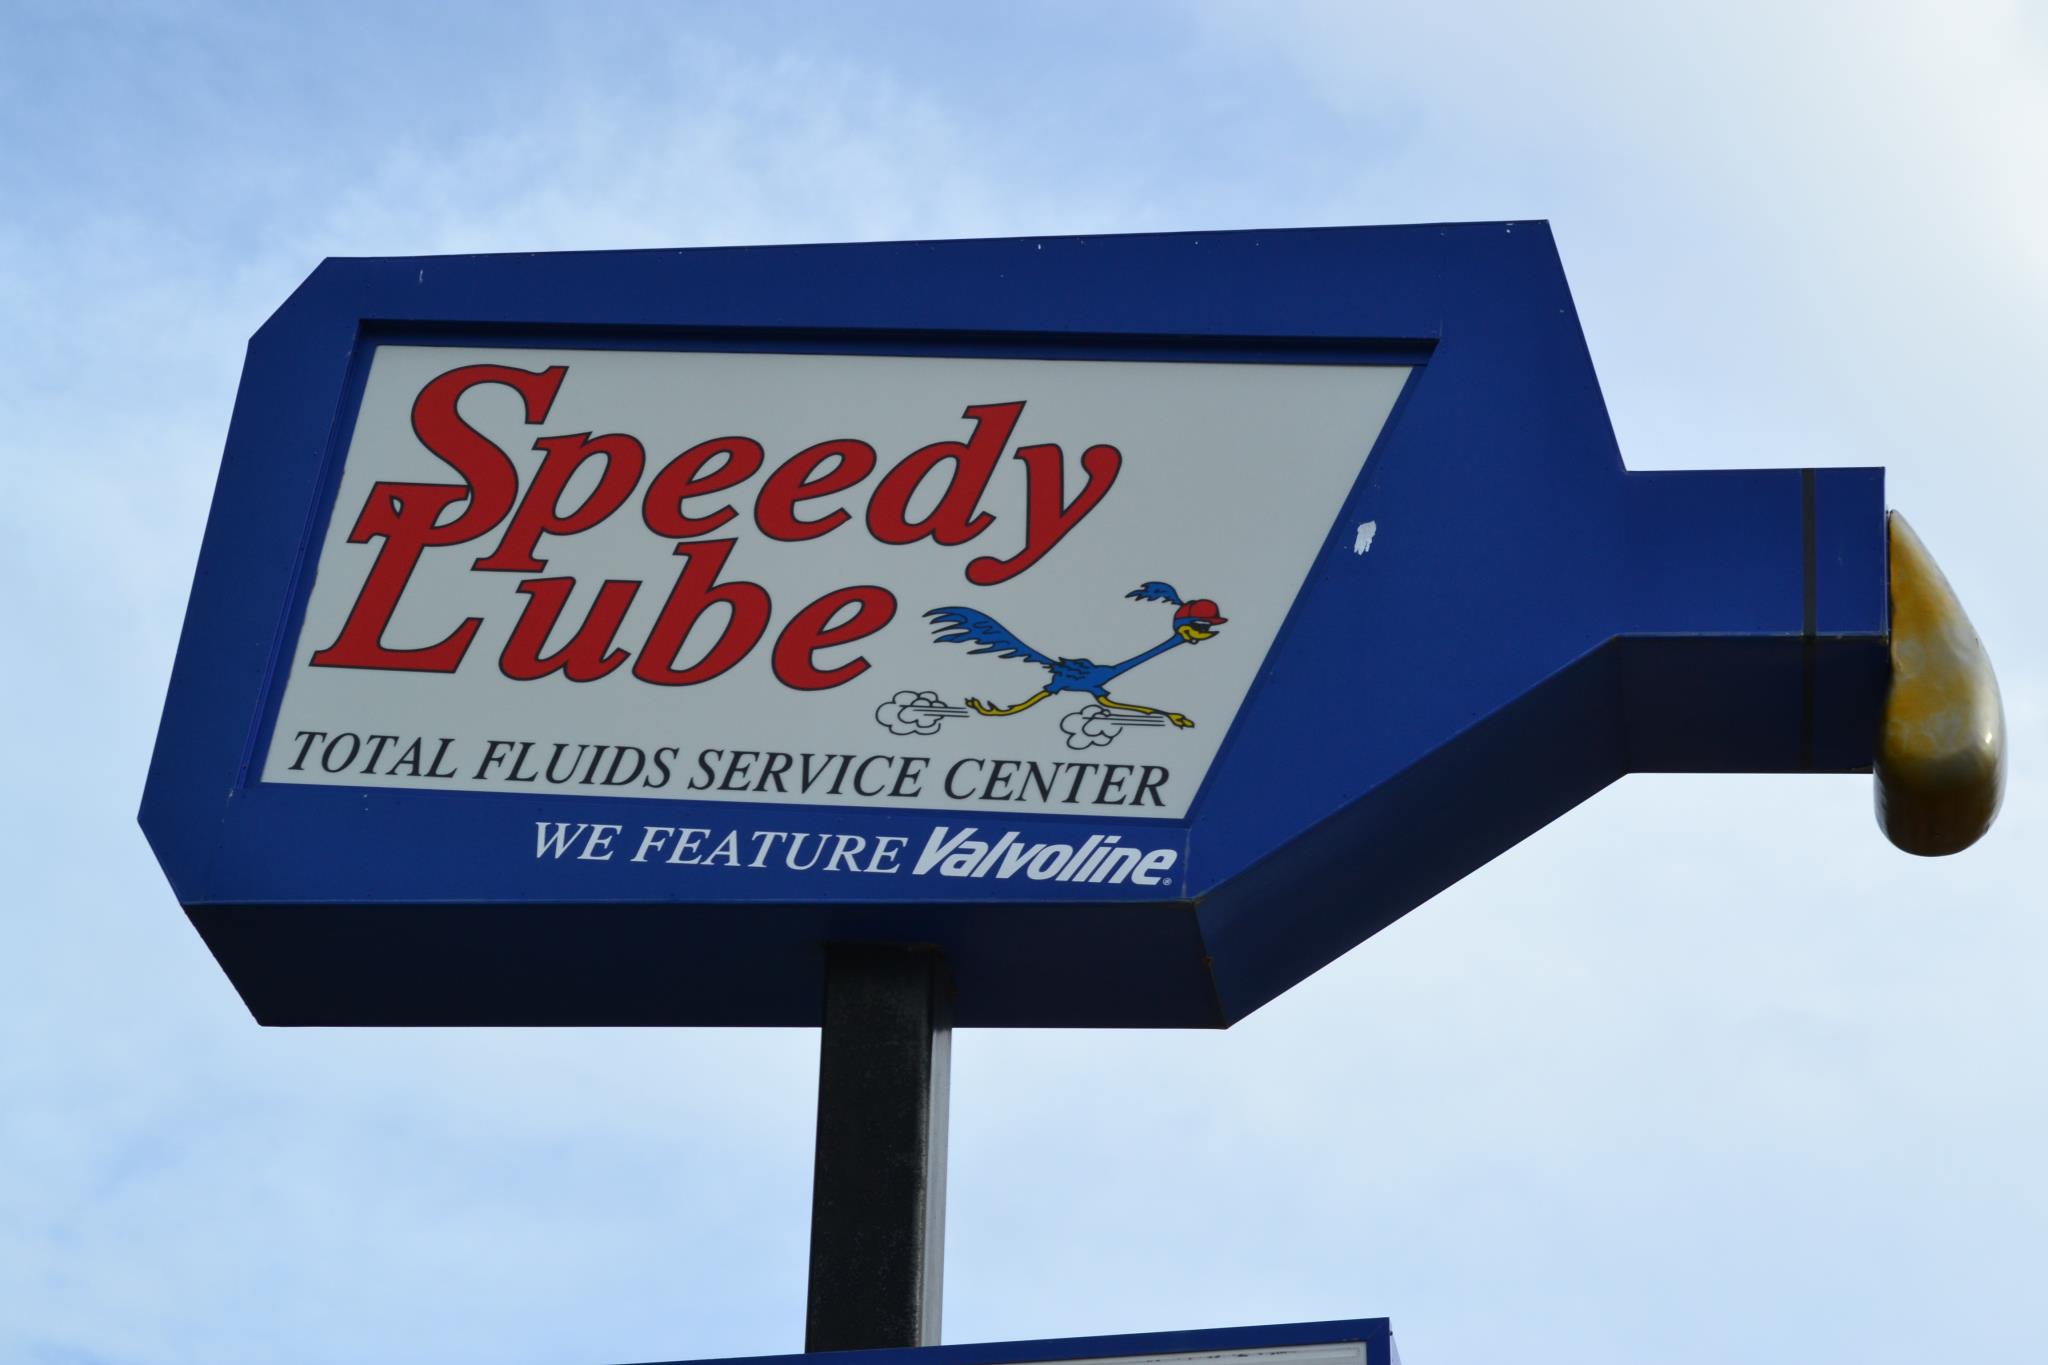 Speedy
Lube
TOTAL FLUIDS SERVICE CENTER
WE FEATURE Valvoline®